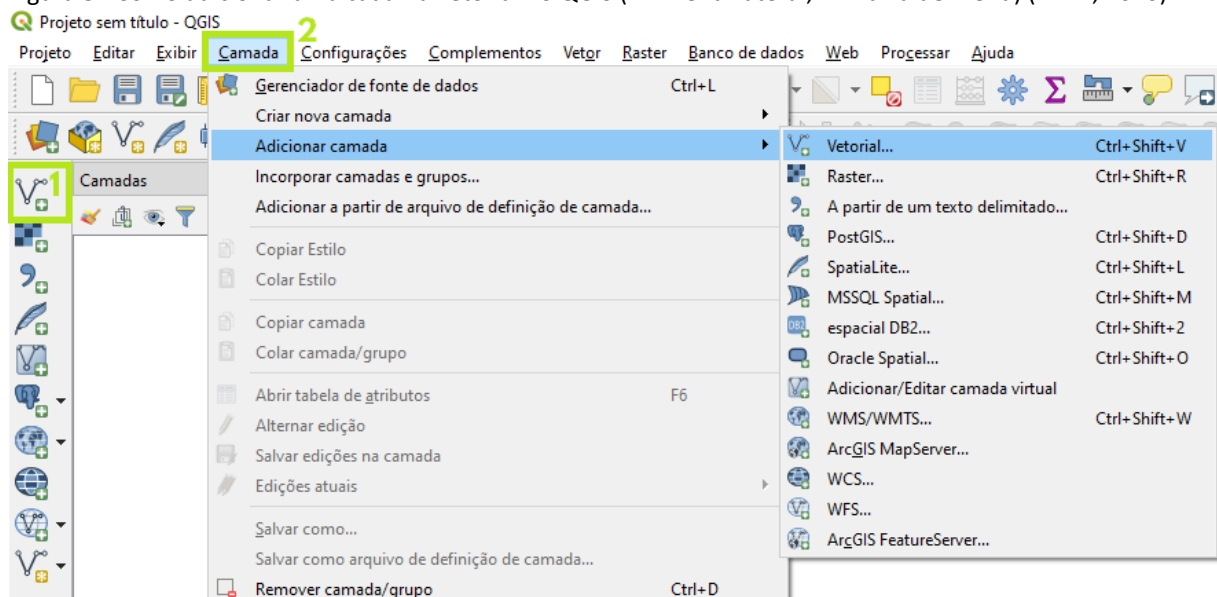 Projeto sem título - QGIS
2
Projeto Editar Exibir Camada Configurações Complementos Vetor Raster Banco de dados Web Processar Ajuda
Gerenciador de fonte de dados Ctrl+L
Criar nova camada
Adicionar camada
Incorporar camadas e grupos...
Adicionar a partir de arquivo de definição de camada...
Copiar Estilo
Colar Estilo
Copiar camada
Colar camada/grupo
Abrir tabela de atributos F6
Alternar edição
Salvar edições na camada
Edições atuais
Salvar como...
Salvar como arquivo de definição de camada...
Remover camada/grupo Ctrl+D
1
Camadas
Vetorial... Ctrl+Shift+V
Raster... Ctrl+Shift+R
A partir de um texto delimitado...
PostGIS... Ctrl+Shift+D
SpatiaLite... Ctrl+Shift+L
MSSQL Spatial... Ctrl+Shift+M
DB2
espacial DB2... Ctrl+Shift+2
Oracle Spatial... Ctrl+Shift+O
Adicionar/Editar camada virtual
WMS/WMTS... Ctrl+Shift+W
ArcGIS MapServer...
WCS...
WFS...
ArcGIS FeatureServer...